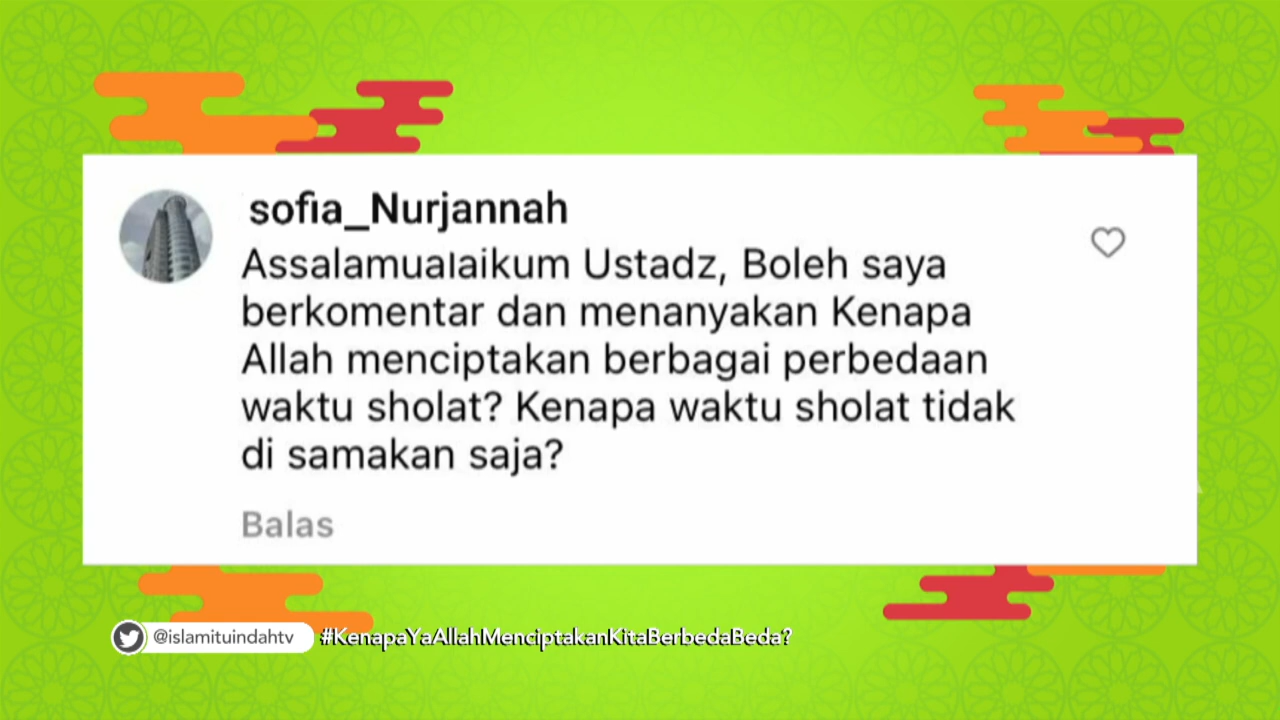 sofia_Nurjannah
Assalamualaikum Ustadz, Boleh saya
berkomentar dan menanyakan Kenapa
Allah menciptakan berbagai perbedaan
waktu sholat? Kenapa waktu sholat tidak
di samakan saja?
Balas
@islamituindahtv #KenapaYaAllahMenciptakanKitaBerbedaBeda?